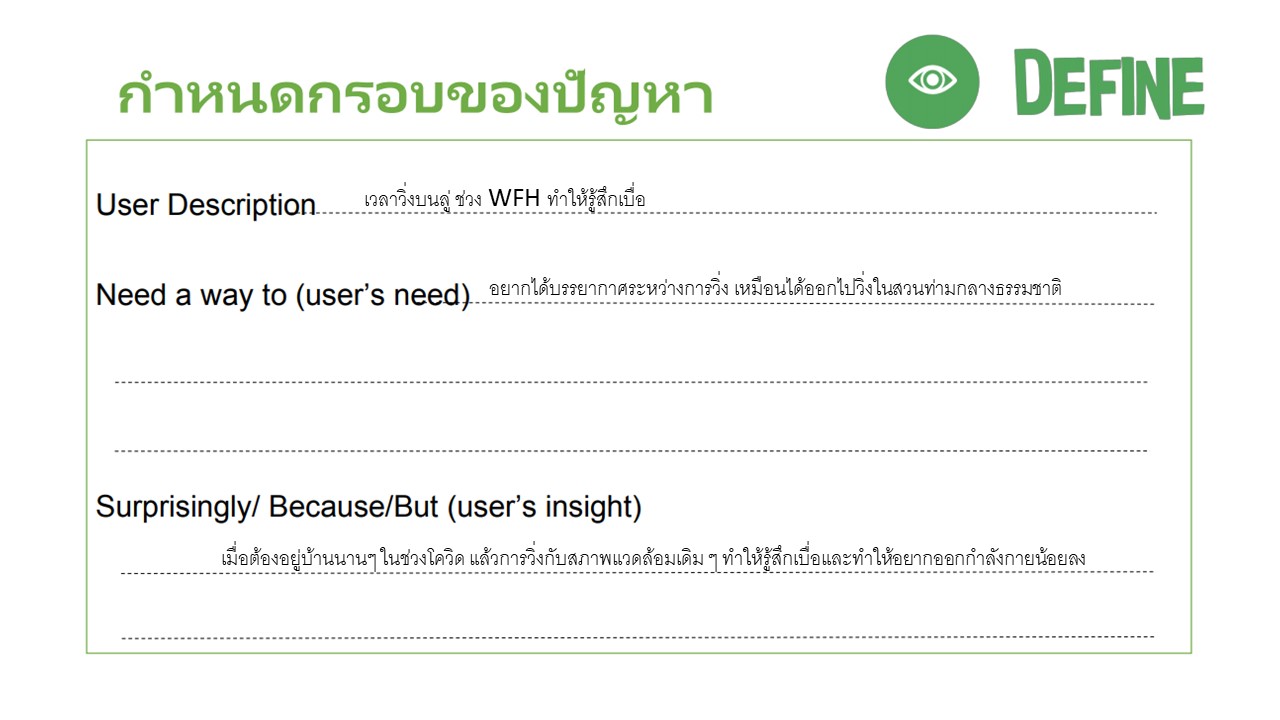 กำหนดกรอบของปัญหา
DEFINE
User Description เวลาวิ่งบนลู่ ช่วง WFH ทำให้รู้สึกเบื่อ
Need a way to (user's need) อยากได้บรรยากาศระหว่างการวิ่ง เหมือนได้ออกไปวิ่งในสวนท่ามกลางธรรมชาติ
Surprisingly/ Because/But (user's insight)
เมื่อต้องอยู่บ้านนานๆ ในช่วงโควิด แล้วการวิ่งกับสภาพแวดล้อมเดิม ๆ ทำให้รู้สึกเบื่อและทำให้อยากออกกำลังกายน้อยลง